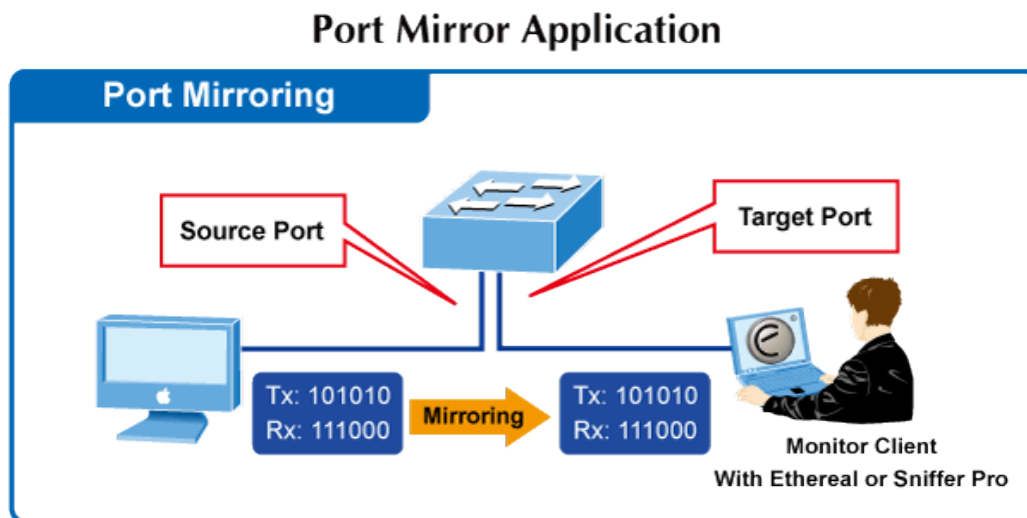 Port Mirror Application
Port Mirroring
Source Port
Target Port
Tx: 101010
Rx: 111000
Mirroring
Tx: 101010
Rx: 111000
Monitor Client
With Ethereal or Sniffer Pro